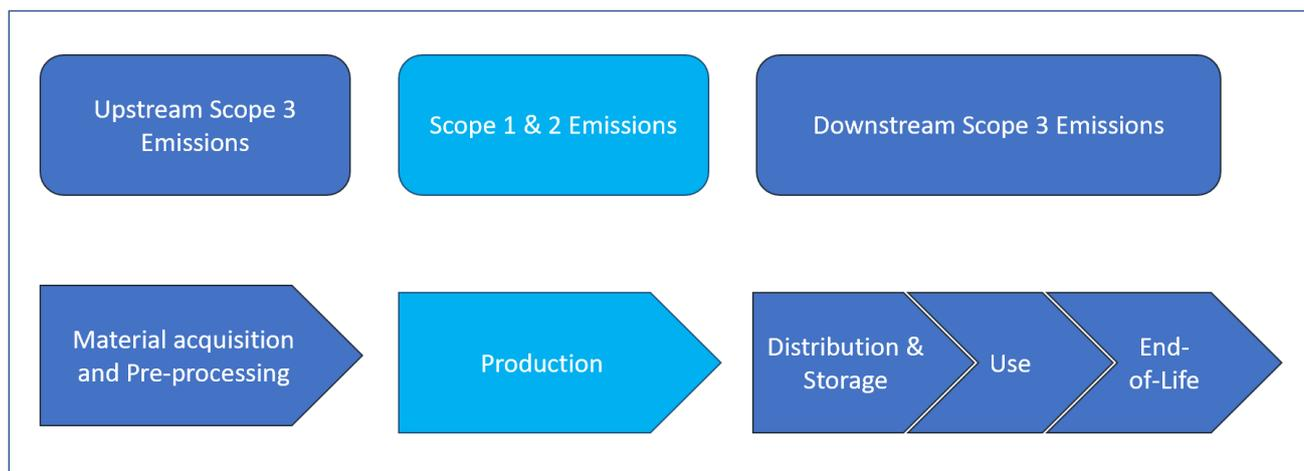 Upstream Scope 3
Emissions
Scope 1 & 2 Emissions
Downstream Scope 3 Emissions
Material acquisition
and Pre-processing
Production
Distribution &
Storage
Use
End-
of-Life